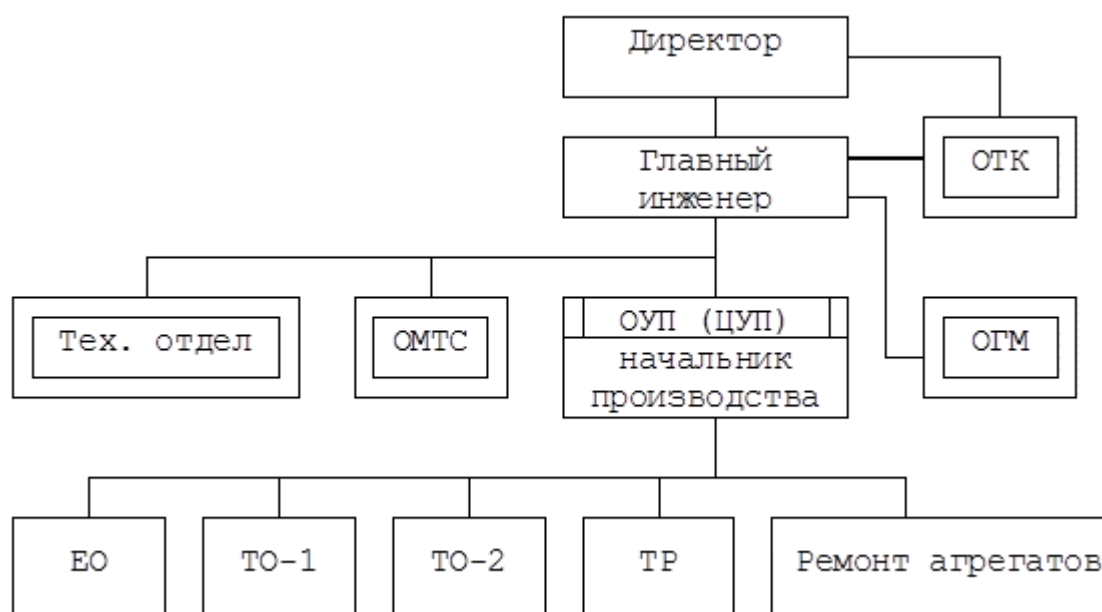 Директор
Главный
инженер
ОТК
Тех. отдел
ОМТС
ОУП (ЦУП)
начальник
производства
ОГМ
ЕО
ТО-1
ТО-2
ТР
Ремонт агрегатов